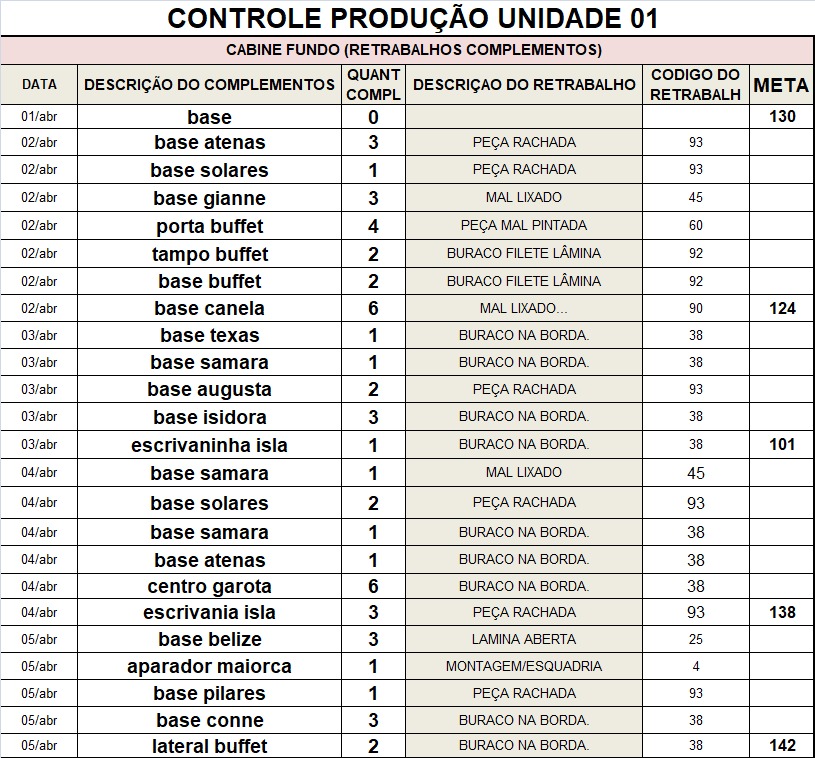 CONTROLE PRODUÇÃO UNIDADE 01
CABINE FUNDO (RETRABALHOS COMPLEMENTOS)
DATA DESCRIÇÃO DO COMPLEMENTOS QUANT COMPL DESCRIÇAO DO RETRABALHO CODIGO DO RETRABALH META
01/abr base 0 130
02/abr base atenas 3 PEÇA RACHADA 93
02/abr base solares 1 PEÇA RACHADA 93
02/abr base gianne 3 MAL LIXADO 45
02/abr porta buffet 4 PEÇA MAL PINTADA 60
02/abr tampo buffet 2 BURACO FILETE LÂMINA 92
02/abr base buffet 2 BURACO FILETE LÂMINA 92
02/abr base canela 6 MAL LIXADO... 90 124
03/abr base texas 1 BURACO NA BORDA. 38
03/abr base samara 1 BURACO NA BORDA. 38
03/abr base augusta 2 PEÇA RACHADA 93
03/abr base isidora 3 BURACO NA BORDA. 38
03/abr escrivaninha isla 1 BURACO NA BORDA. 38 101
04/abr base samara 1 MAL LIXADO 45
04/abr base solares 2 PEÇA RACHADA 93
04/abr base samara 1 BURACO NA BORDA. 38
04/abr base atenas 1 BURACO NA BORDA. 38
04/abr centro garota 6 BURACO NA BORDA. 38
04/abr escrivania isla 3 PEÇA RACHADA 93 138
05/abr base belize 3 LAMINA ABERTA 25
05/abr aparador maiorca 1 MONTAGEM/ESQUADRIA 4
05/abr base pilares 1 PEÇA RACHADA 93
05/abr base conne 3 BURACO NA BORDA. 38
05/abr lateral buffet 2 BURACO NA BORDA. 38 142